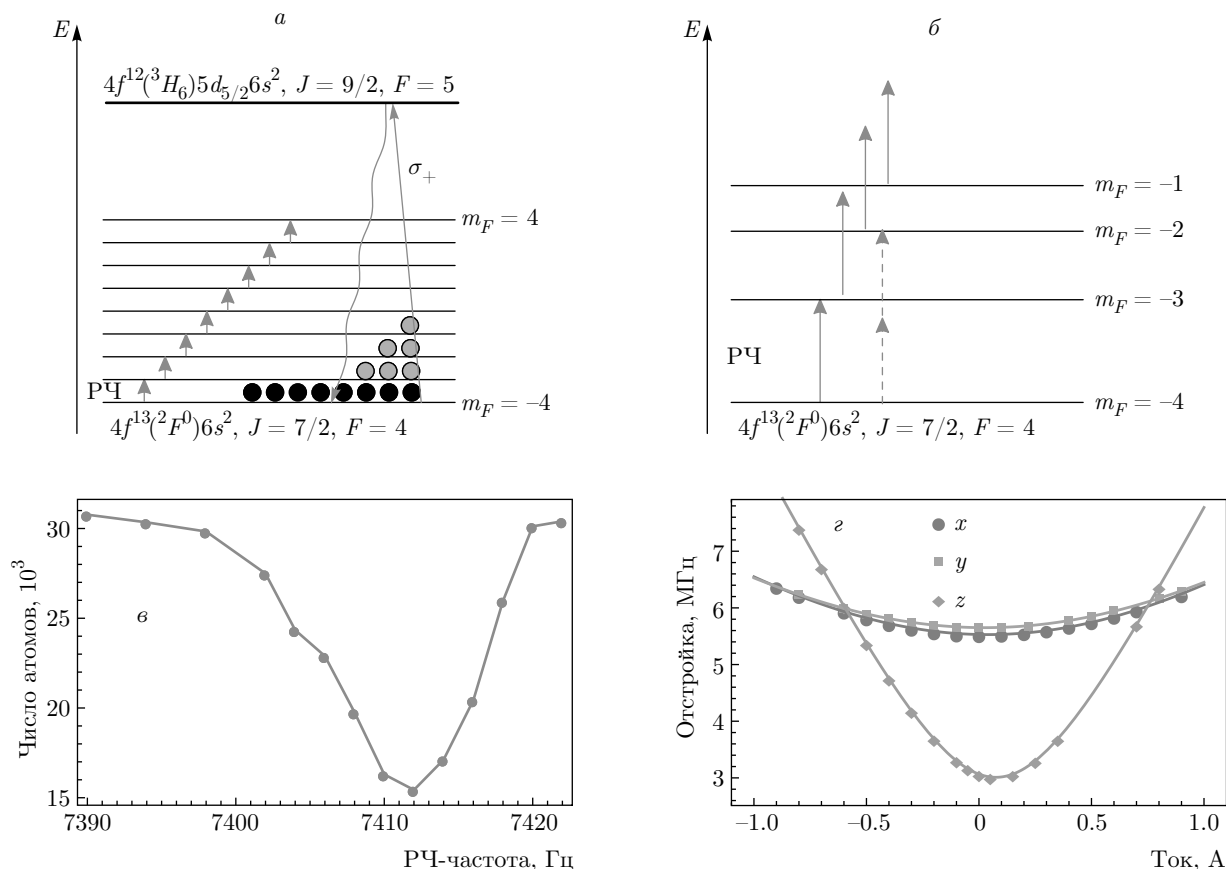 а
E
4f¹²(³H₆)5d₅/₂6s², J = 9/2, F = 5
σ₊
m_F = 4
РЧ
m_F = –4
4f¹³(²F⁰)6s², J = 7/2, F = 4
б
E
m_F = –1
m_F = –2
m_F = –3
РЧ
m_F = –4
4f¹³(²F⁰)6s², J = 7/2, F = 4
Число атомов, 10³
30
25
20
15
в
7390 7400 7410 7420
РЧ-частота, Гц
Отстройка, МГц
7
6
5
4
3
г
x
y
z
–1.0 –0.5 0 0.5 1.0
Ток, А